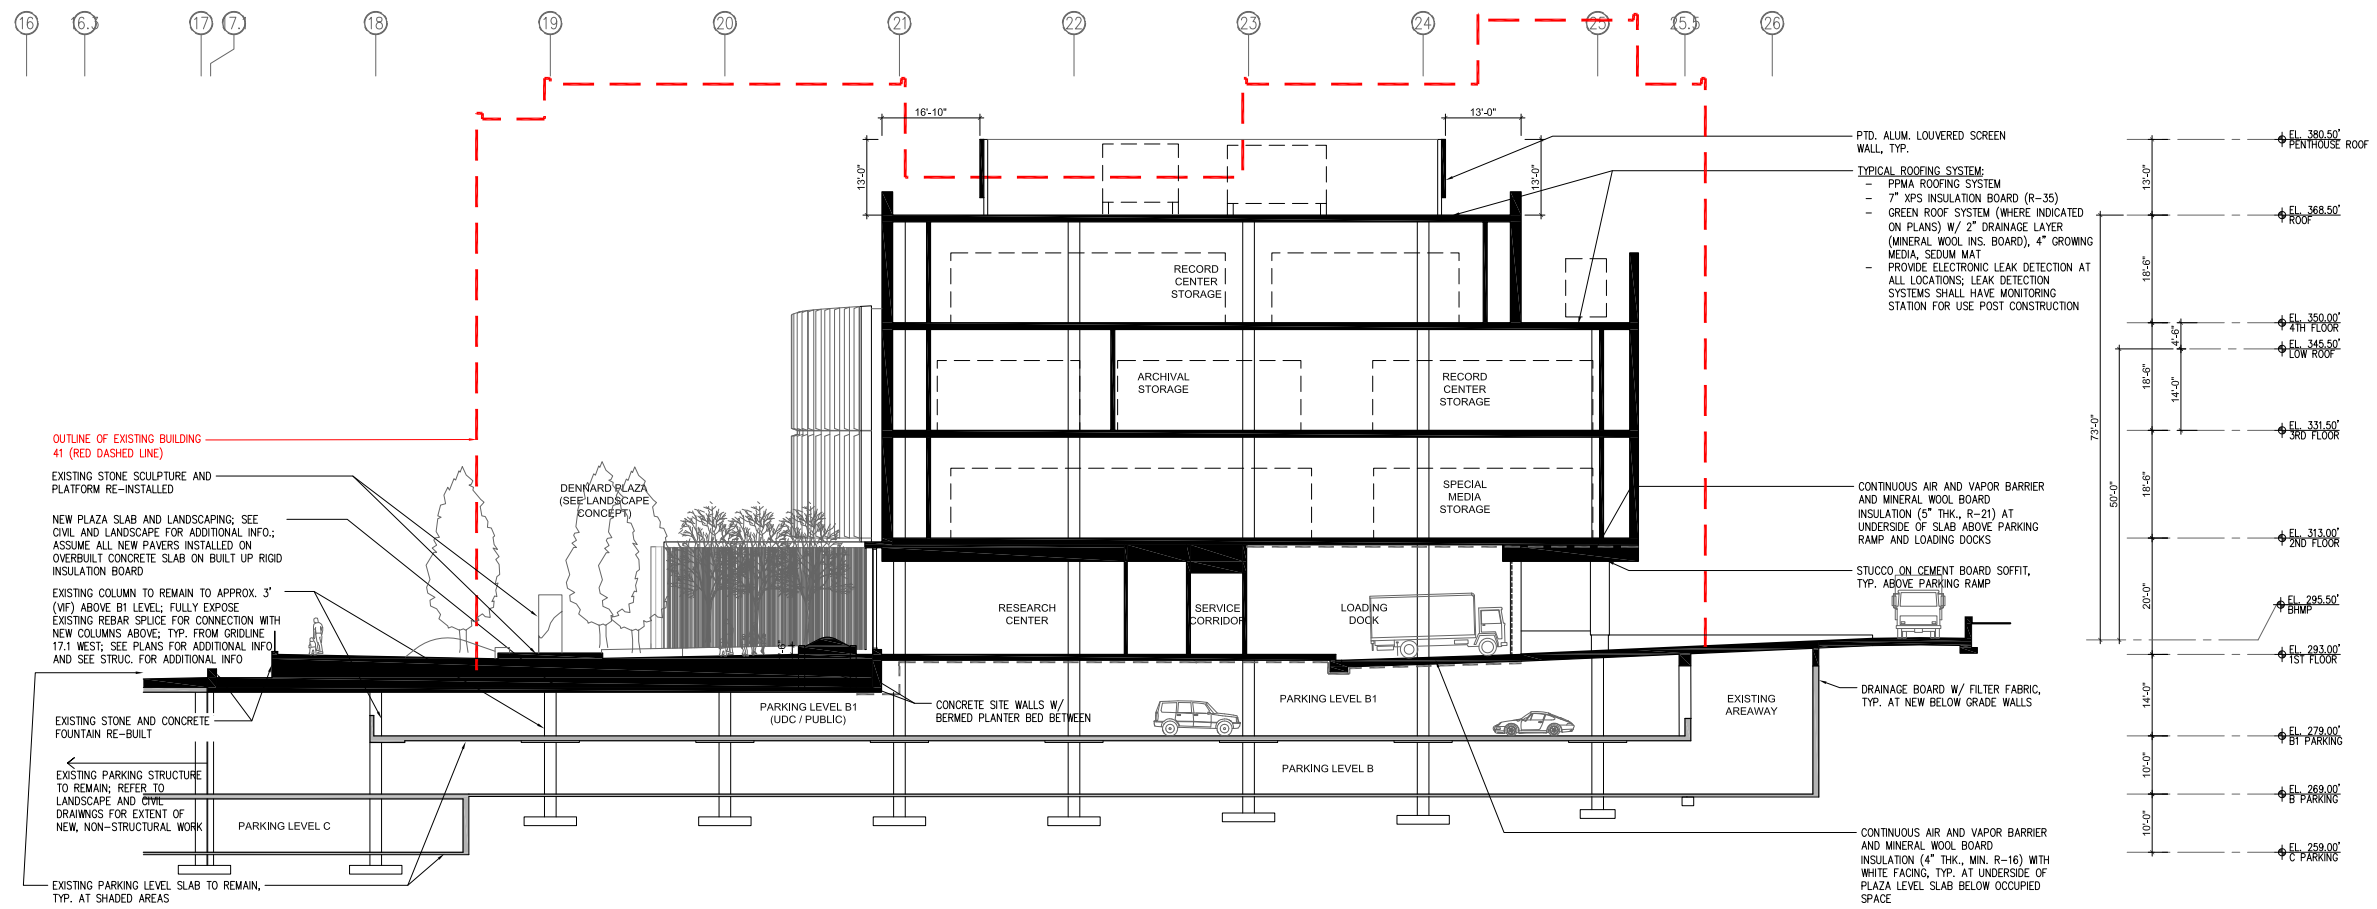 16
16.3
17
17.1
18
19
20
21
22
23
24
25
25.5
26
16'-10"
13'-0"
13'-0"
13'-0"
PTD. ALUM. LOUVERED SCREEN
WALL, TYP.
TYPICAL ROOFING SYSTEM:
– PPMA ROOFING SYSTEM
– 7" XPS INSULATION BOARD (R-35)
– GREEN ROOF SYSTEM (WHERE INDICATED
ON PLANS) W/ 2" DRAINAGE LAYER
(MINERAL WOOL INS. BOARD), 4" GROWING
MEDIA, SEDUM MAT
– PROVIDE ELECTRONIC LEAK DETECTION AT
ALL LOCATIONS; LEAK DETECTION
SYSTEMS SHALL HAVE MONITORING
STATION FOR USE POST CONSTRUCTION
CONTINUOUS AIR AND VAPOR BARRIER
AND MINERAL WOOL BOARD
INSULATION (5" THK., R-21) AT
UNDERSIDE OF SLAB ABOVE PARKING
RAMP AND LOADING DOCKS
STUCCO ON CEMENT BOARD SOFFIT,
TYP. ABOVE PARKING RAMP
DRAINAGE BOARD W/ FILTER FABRIC,
TYP. AT NEW BELOW GRADE WALLS
CONTINUOUS AIR AND VAPOR BARRIER
AND MINERAL WOOL BOARD
INSULATION (4" THK., MIN. R-16) WITH
WHITE FACING, TYP. AT UNDERSIDE OF
PLAZA LEVEL SLAB BELOW OCCUPIED
SPACE
OUTLINE OF EXISTING BUILDING
41 (RED DASHED LINE)
EXISTING STONE SCULPTURE AND
PLATFORM RE-INSTALLED
NEW PLAZA SLAB AND LANDSCAPING; SEE
CIVIL AND LANDSCAPE FOR ADDITIONAL INFO.;
ASSUME ALL NEW PAVERS INSTALLED ON
OVERBUILT CONCRETE SLAB ON BUILT UP RIGID
INSULATION BOARD
EXISTING COLUMN TO REMAIN TO APPROX. 3'
(VIF) ABOVE B1 LEVEL; FULLY EXPOSE
EXISTING REBAR SPLICE FOR CONNECTION WITH
NEW COLUMNS ABOVE; TYP. FROM GRIDLINE
17.1 WEST; SEE PLANS FOR ADDITIONAL INFO
AND SEE STRUC. FOR ADDITIONAL INFO
EXISTING STONE AND CONCRETE
FOUNTAIN RE-BUILT
EXISTING PARKING STRUCTURE
TO REMAIN; REFER TO
LANDSCAPE AND CIVIL
DRAIWNGS FOR EXTENT OF
NEW, NON-STRUCTURAL WORK
EXISTING PARKING LEVEL SLAB TO REMAIN,
TYP. AT SHADED AREAS
DENNARD PLAZA
(SEE LANDSCAPE
CONCEPT)
RECORD
CENTER
STORAGE
ARCHIVAL
STORAGE
RECORD
CENTER
STORAGE
SPECIAL
MEDIA
STORAGE
RESEARCH
CENTER
SERVICE
CORRIDOR
LOADING
DOCK
CONCRETE SITE WALLS W/
BERMED PLANTER BED BETWEEN
PARKING LEVEL B1
(UDC / PUBLIC)
PARKING LEVEL B1
EXISTING
AREAWAY
PARKING LEVEL B
PARKING LEVEL C
13'-0"
18'-6"
18'-6"
18'-6"
20'-0"
14'-0"
10'-0"
10'-0"
4'-6"
14'-0"
73'-0"
50'-0"
EL. 380.50'
PENTHOUSE ROOF
EL. 368.50'
ROOF
EL. 350.00'
4TH FLOOR
EL. 345.50'
LOW ROOF
EL. 331.50'
3RD FLOOR
EL. 313.00'
2ND FLOOR
EL. 295.50'
BHMP
EL. 293.00'
1ST FLOOR
EL. 279.00'
B1 PARKING
EL. 269.00'
B PARKING
EL. 259.00'
C PARKING